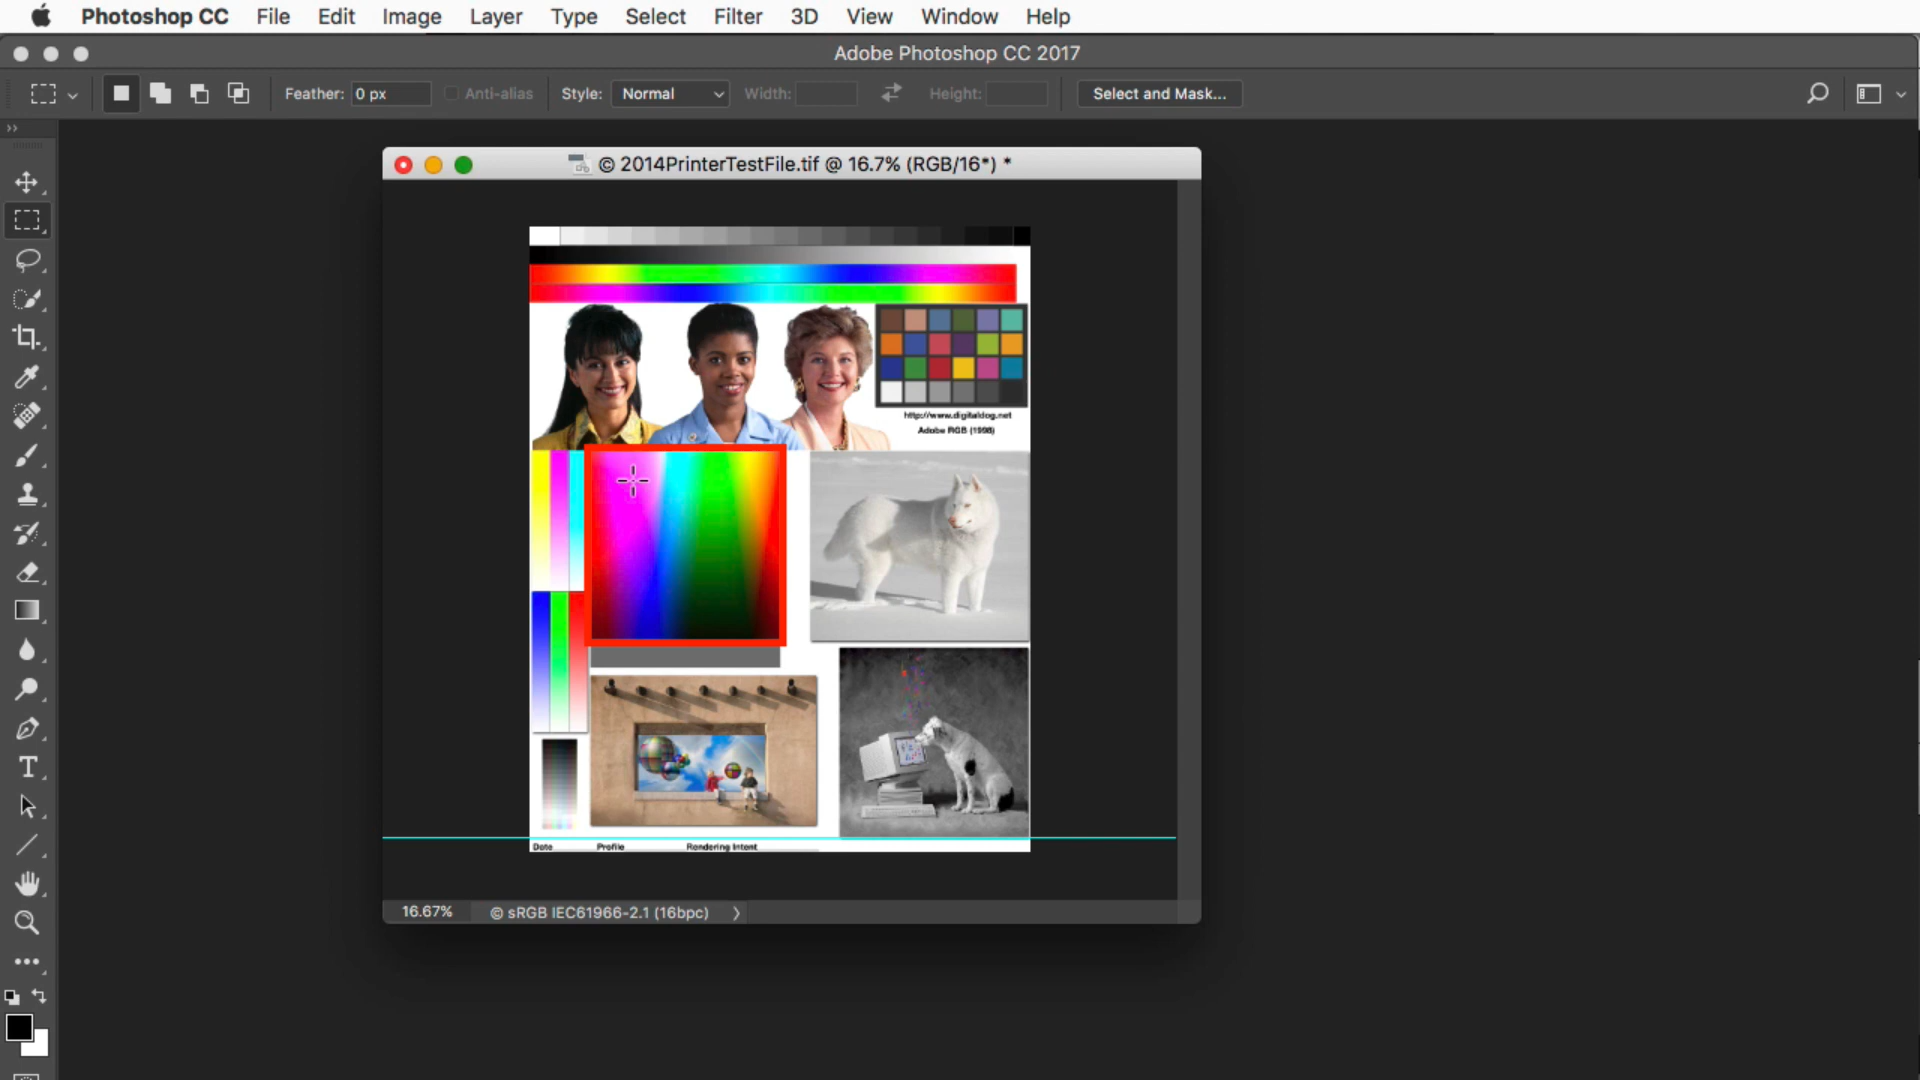 Photoshop CC File Edit Image Layer Type Select Filter 3D View Window Help
Adobe Photoshop CC 2017
Feather: 0 px Anti-alias Style: Normal Width: Height: Select and Mask...
© 2014PrinterTestFile.tif @ 16.7% (RGB/16*) *
http://www.digitaldog.net
Adobe RGB (1998)
Date Profile Rendering Intent
16.67% © sRGB IEC61966-2.1 (16bpc)